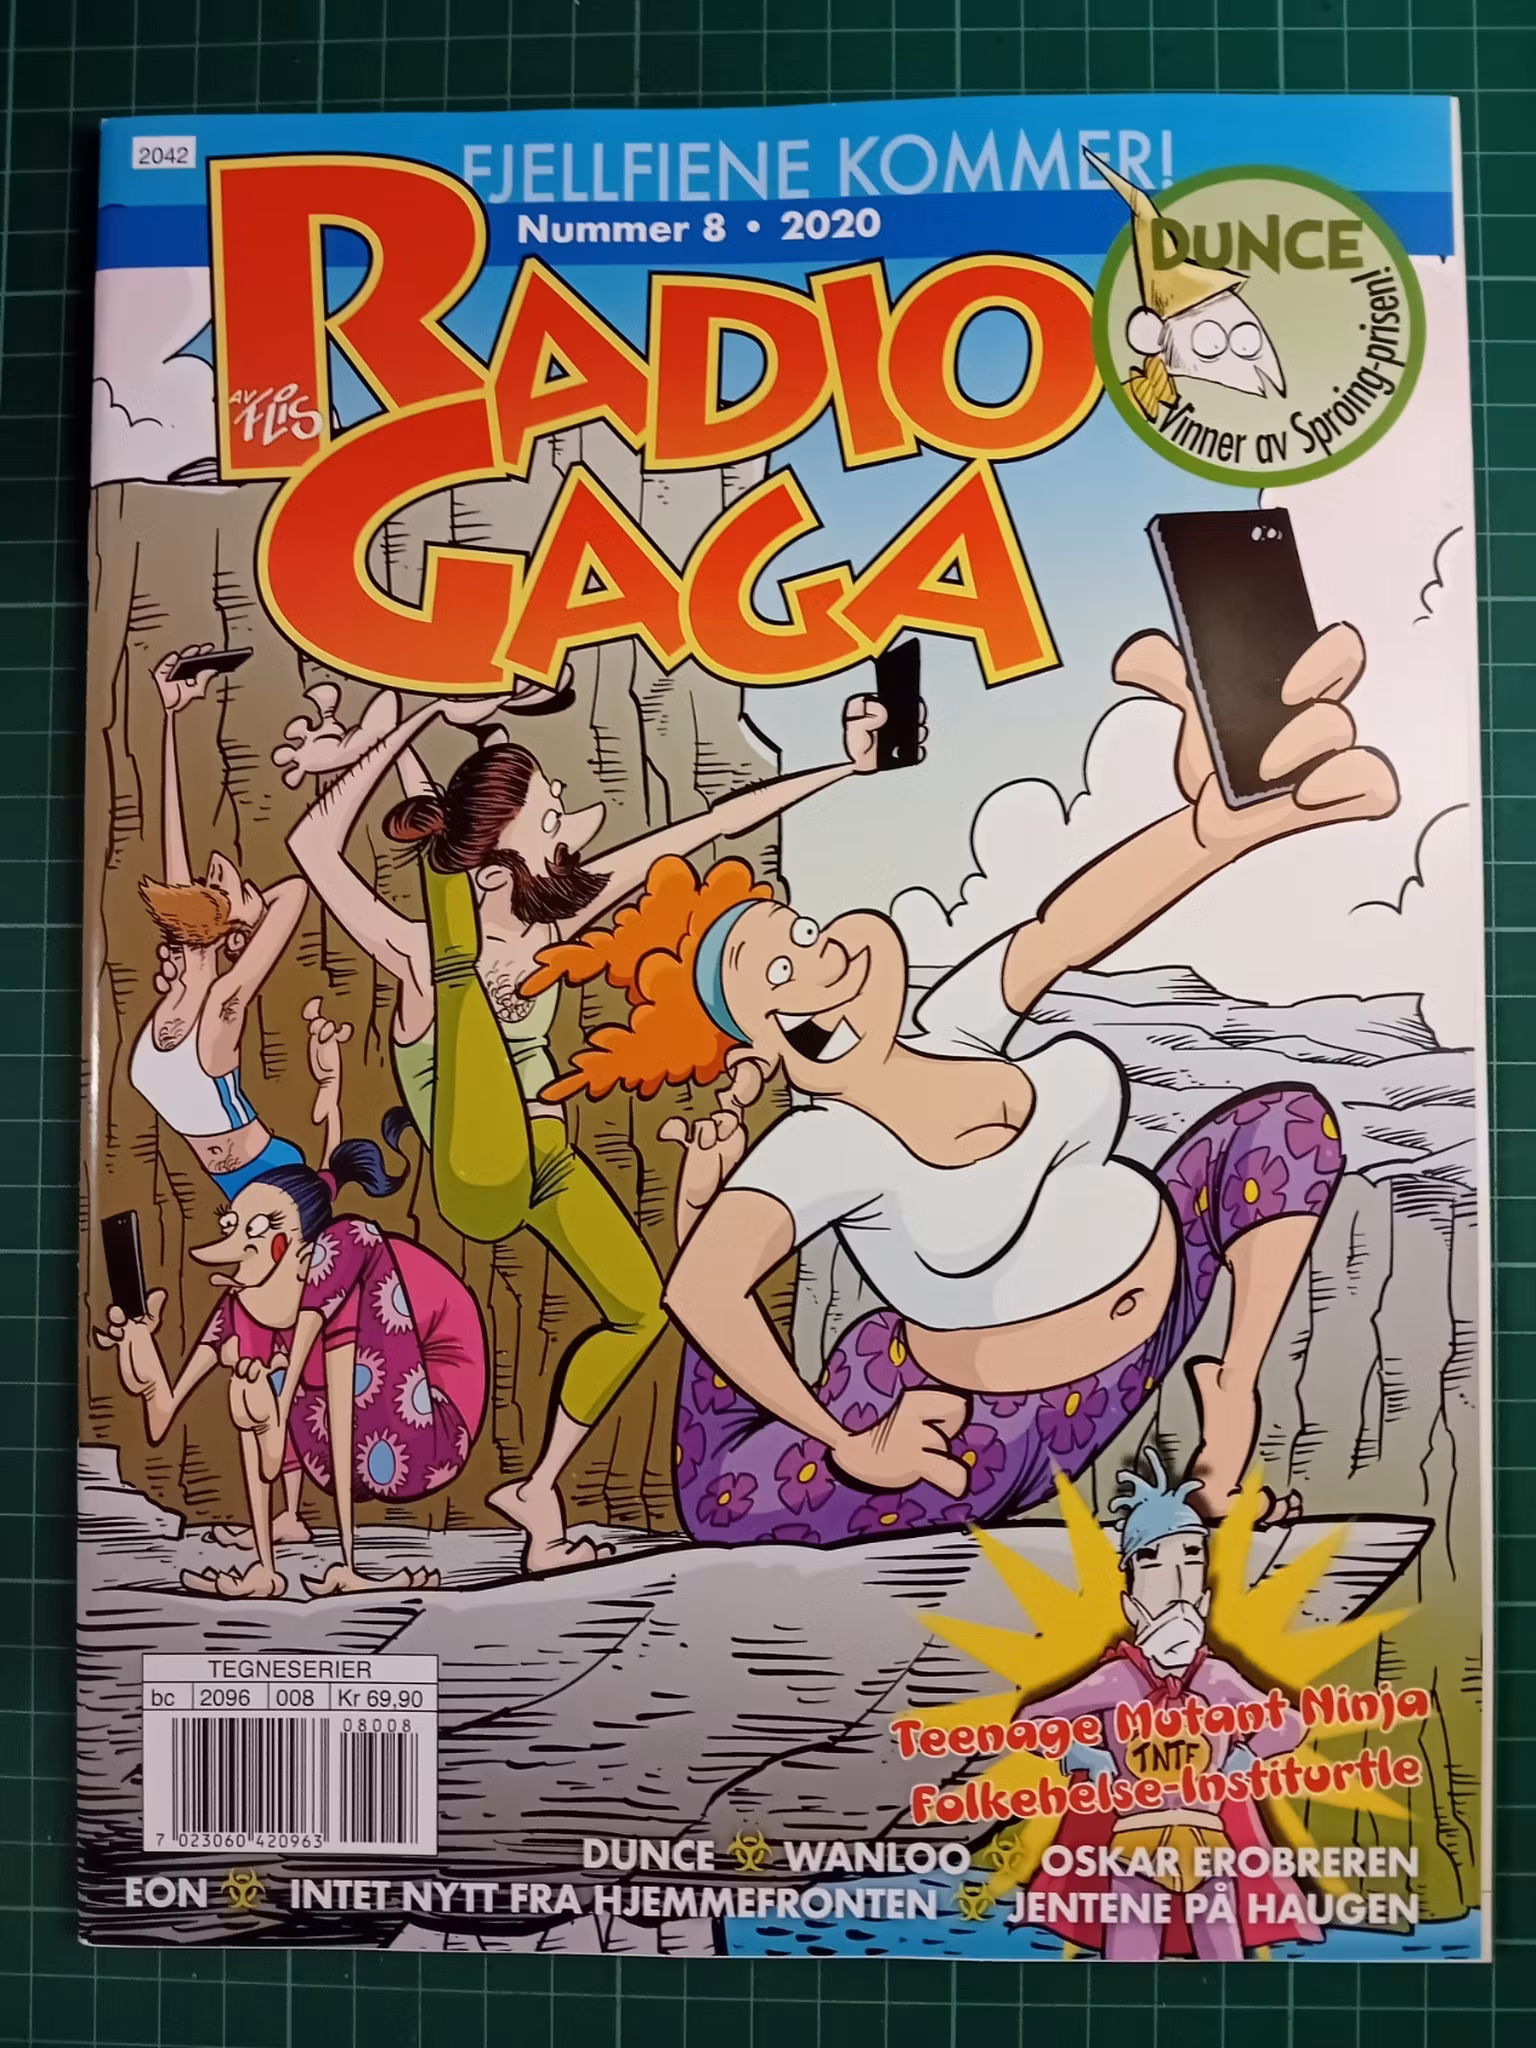 2042
FJELLFIENE KOMMER!
Nummer 8 • 2020
RADIO
GAGA
AV FLIS
DUNCE
Vinner av Sproing-prisen!
TEGNESERIER
bc 2096 008 Kr 69,90
08008
7 023060 420963
Teenage Mutant Ninja
TNTF
Folkehelse-Institurtle
DUNCE WANLOO OSKAR EROBREREN
EON INTET NYTT FRA HJEMMEFRONTEN JENTENE PÅ HAUGEN